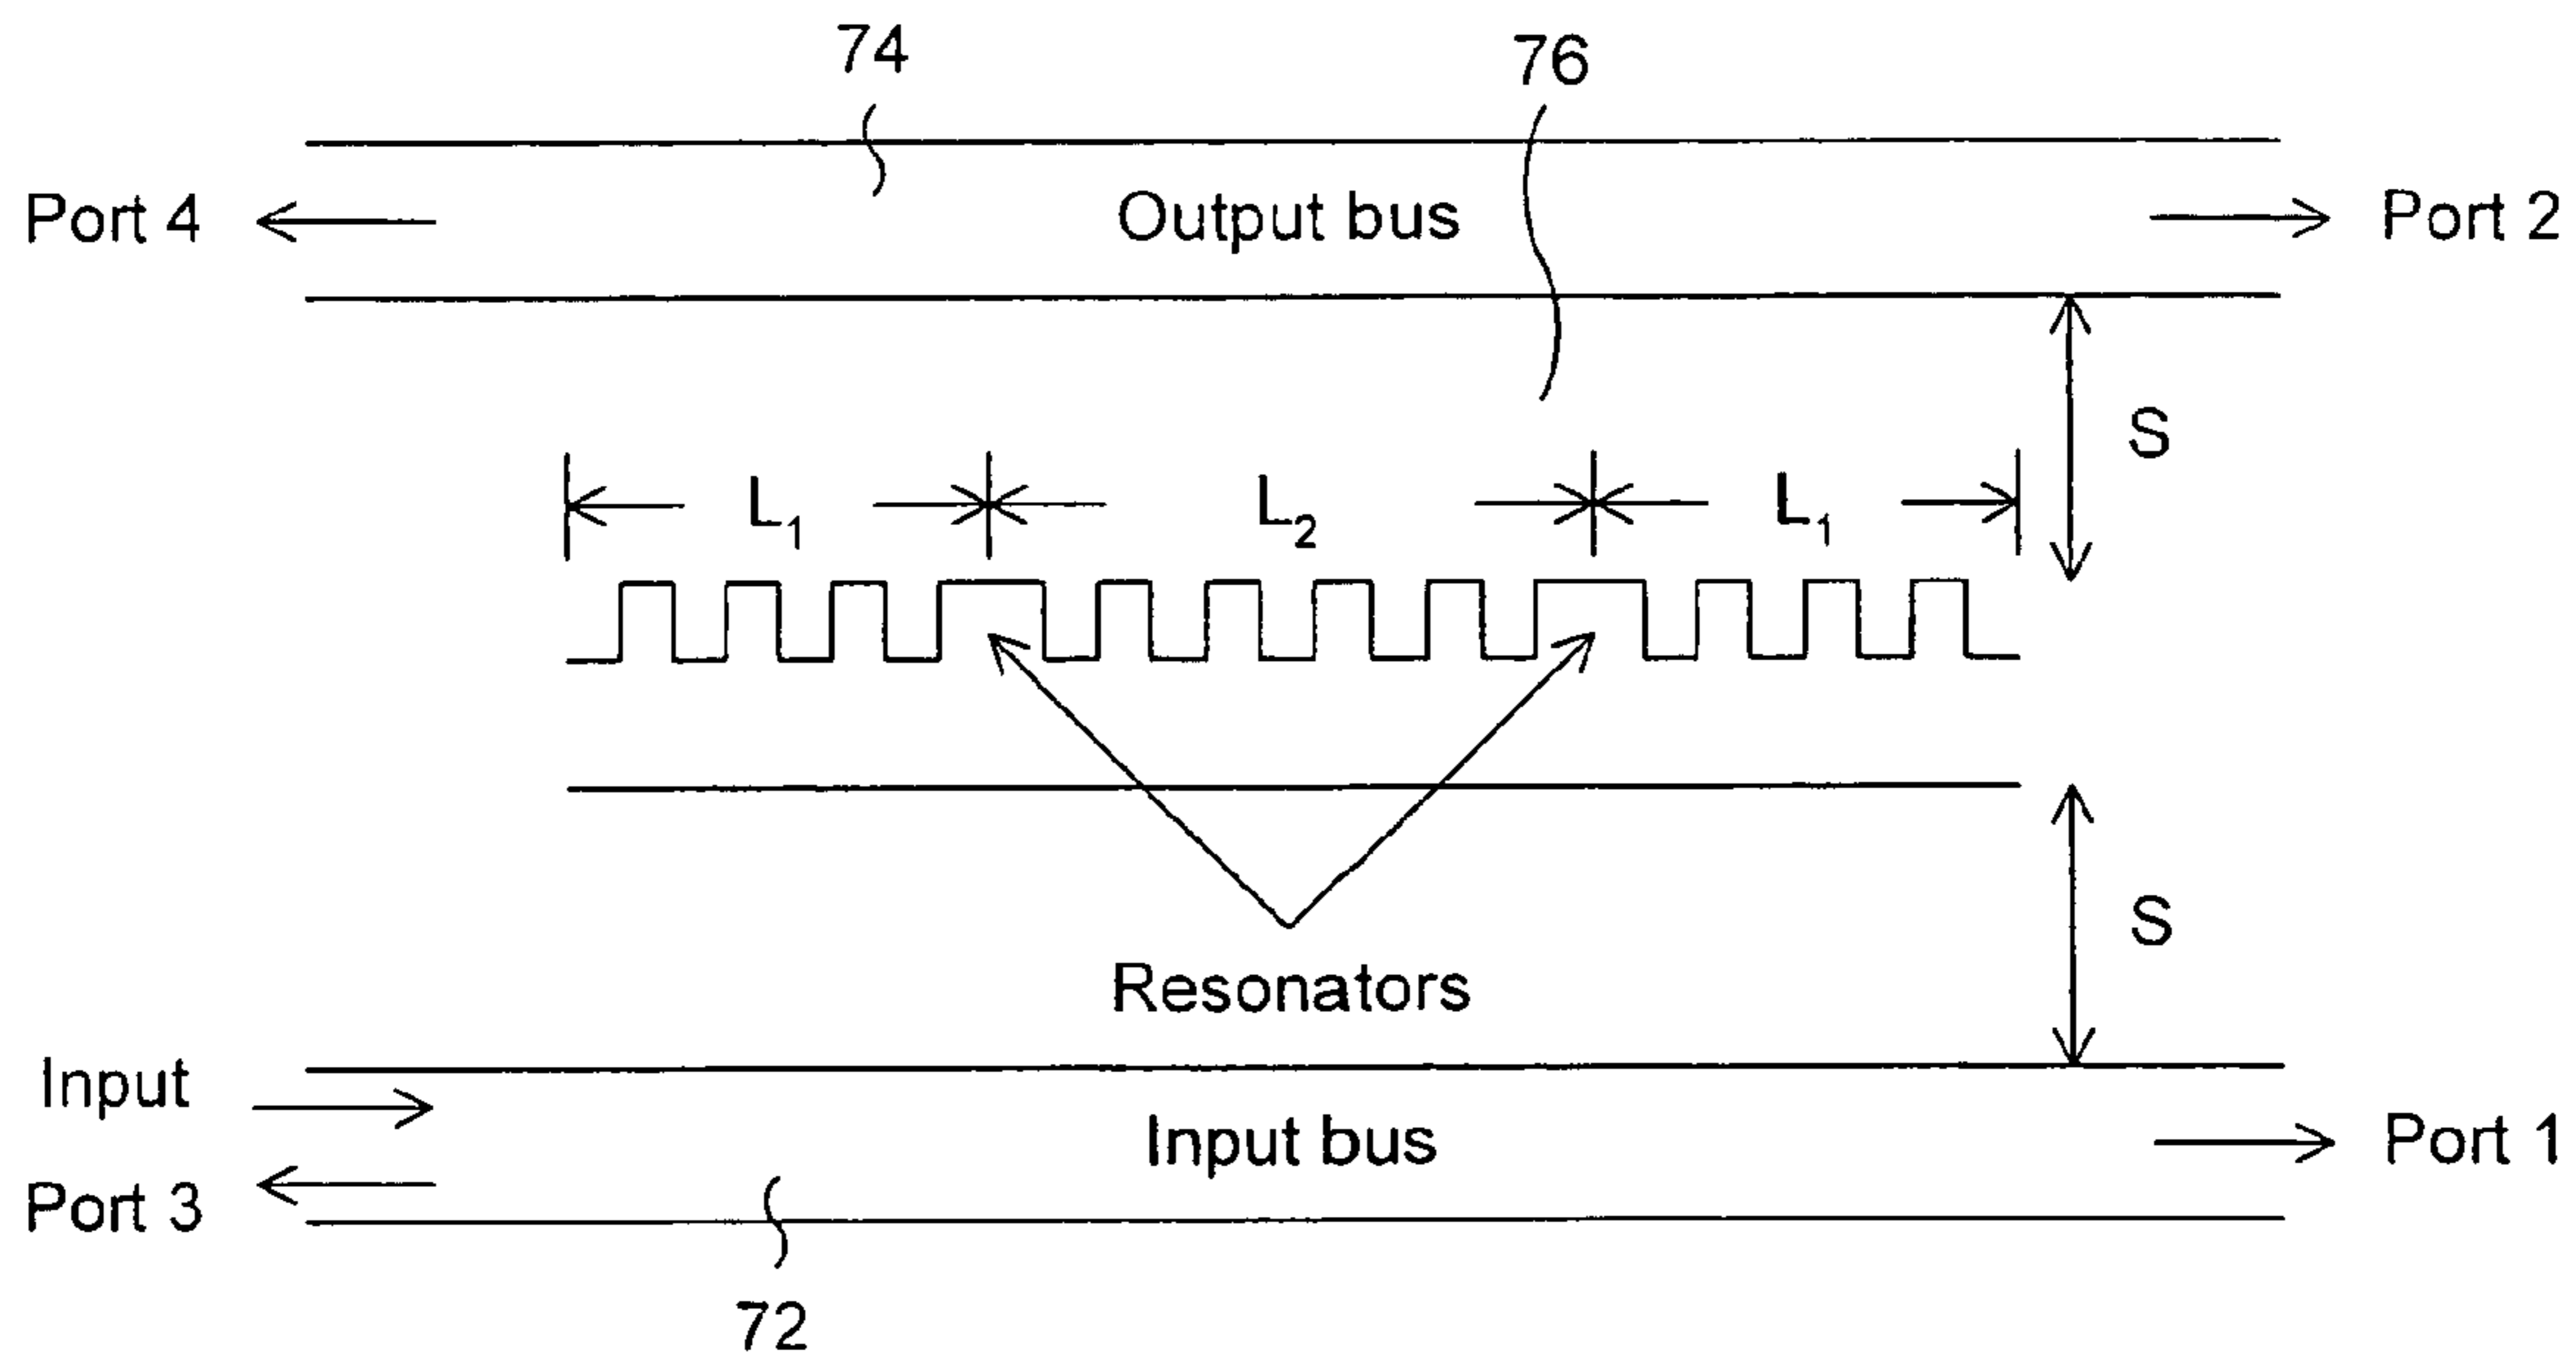 74
76
Port 4
Output bus
Port 2
S
L1
L2
L1
S
Resonators
Input
Input bus
Port 1
Port 3
72